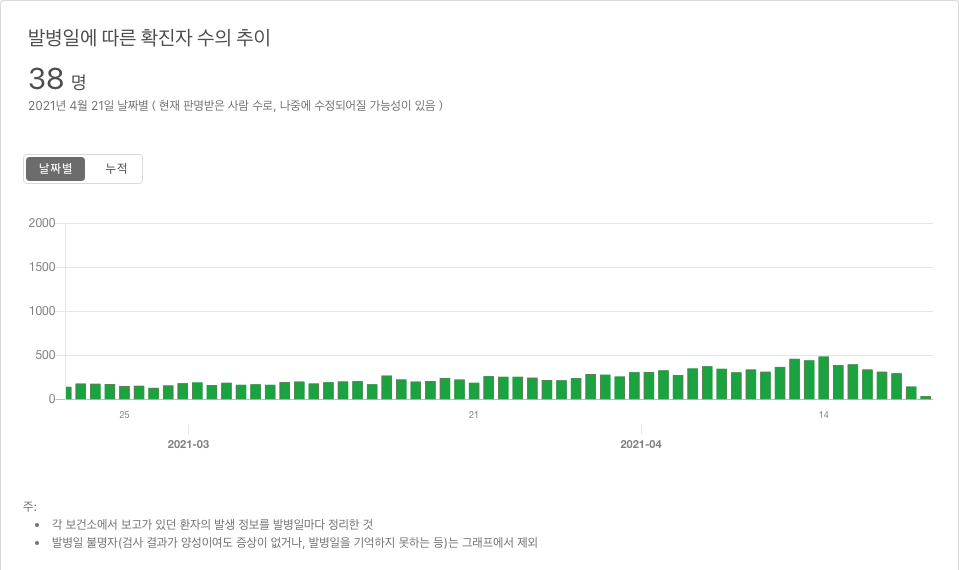 발병일에 따른 확진자 수의 추이
38 명
2021년 4월 21일 날짜별 ( 현재 판명받은 사람 수로, 나중에 수정되어질 가능성이 있음 )
날짜별 누적
2000
1500
1000
500
0
25 21 14
2021-03 2021-04
주:
• 각 보건소에서 보고가 있던 환자의 발생 정보를 발병일마다 정리한 것
• 발병일 불명자(검사 결과가 양성이여도 증상이 없거나, 발병일을 기억하지 못하는 등)는 그래프에서 제외